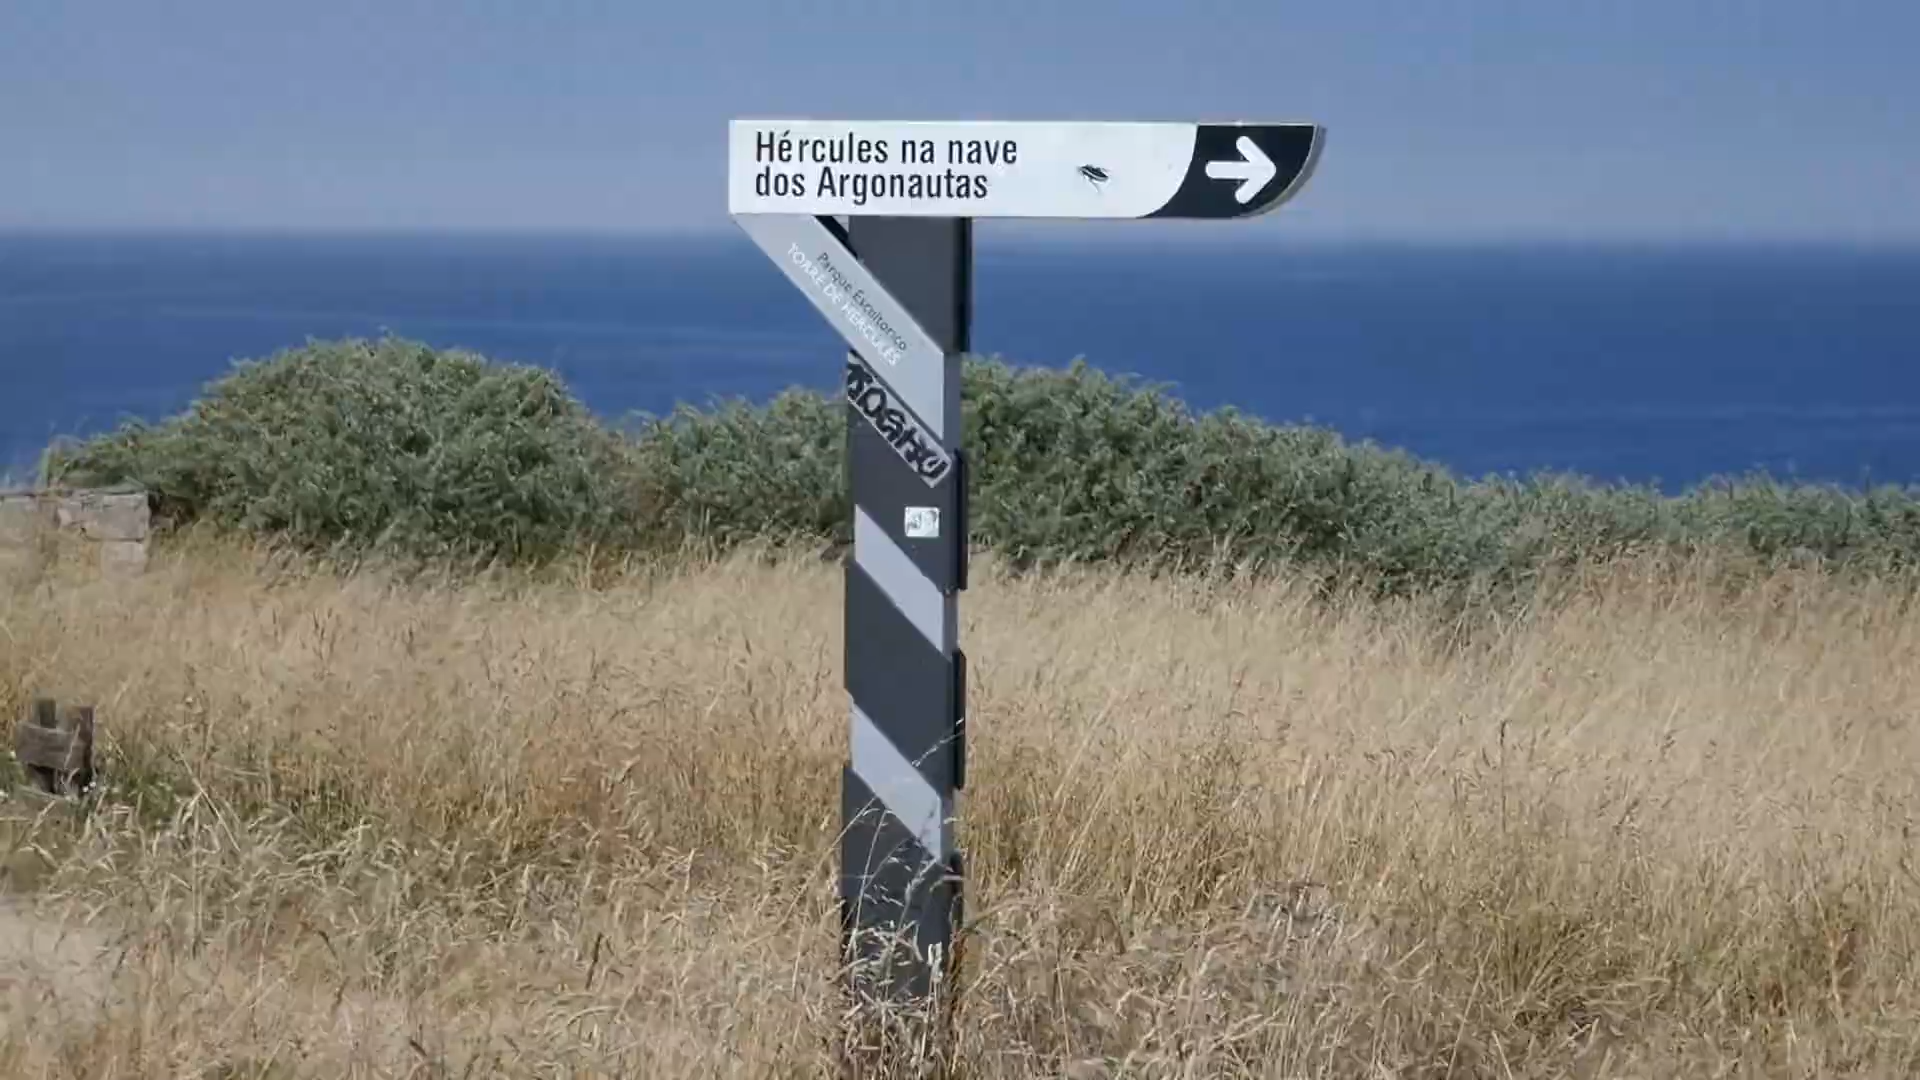 Hércules na nave
dos Argonautas
Parque Escultórico
TORRE DE HÉRCULES